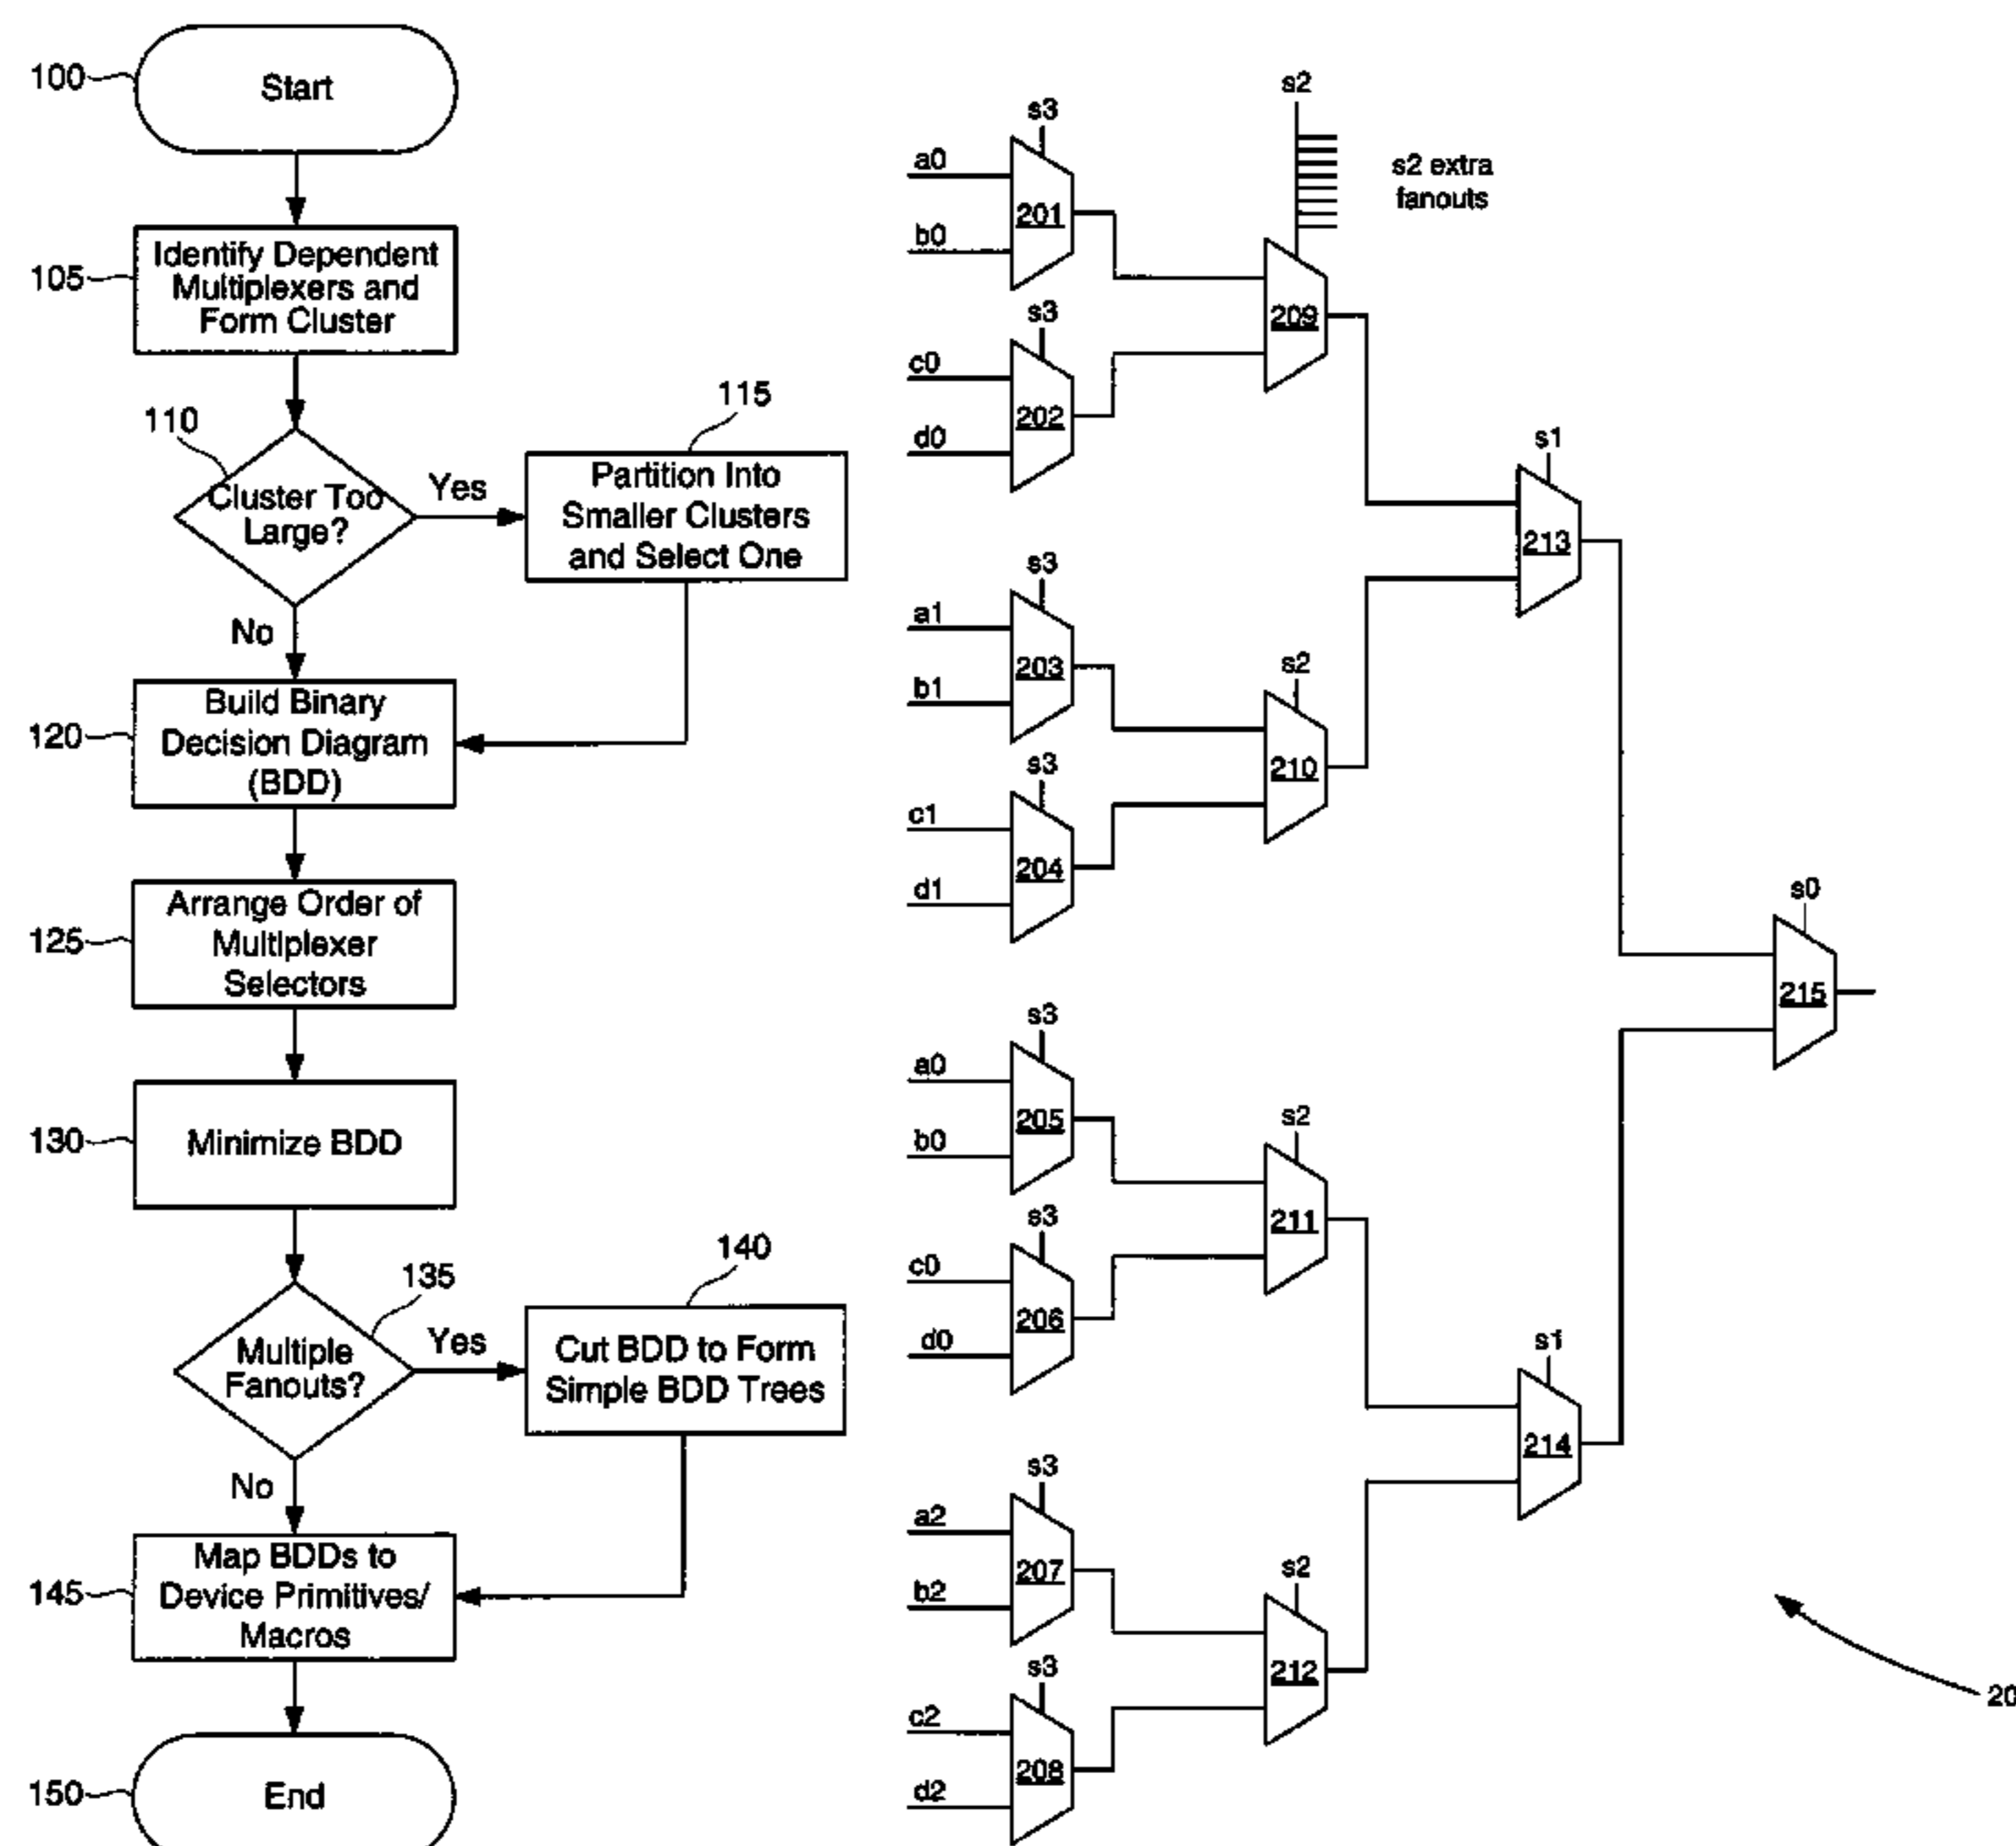 100
Start
105
Identify Dependent
Multiplexers and
Form Cluster
110
Cluster Too
Large?
Yes
115
Partition Into
Smaller Clusters
and Select One
No
120
Build Binary
Decision Diagram
(BDD)
125
Arrange Order of
Multiplexer
Selectors
130
Minimize BDD
135
Multiple
Fanouts?
Yes
140
Cut BDD to Form
Simple BDD Trees
No
145
Map BDDs to
Device Primitives/
Macros
150
End
s3
a0
b0
201
s2
s2 extra
fanouts
209
s3
c0
d0
202
s1
213
s3
a1
b1
203
s2
210
s3
c1
d1
204
s0
215
s3
a0
b0
205
s2
211
s3
c0
d0
206
s1
214
s3
a2
b2
207
s2
212
s3
c2
d2
208
20